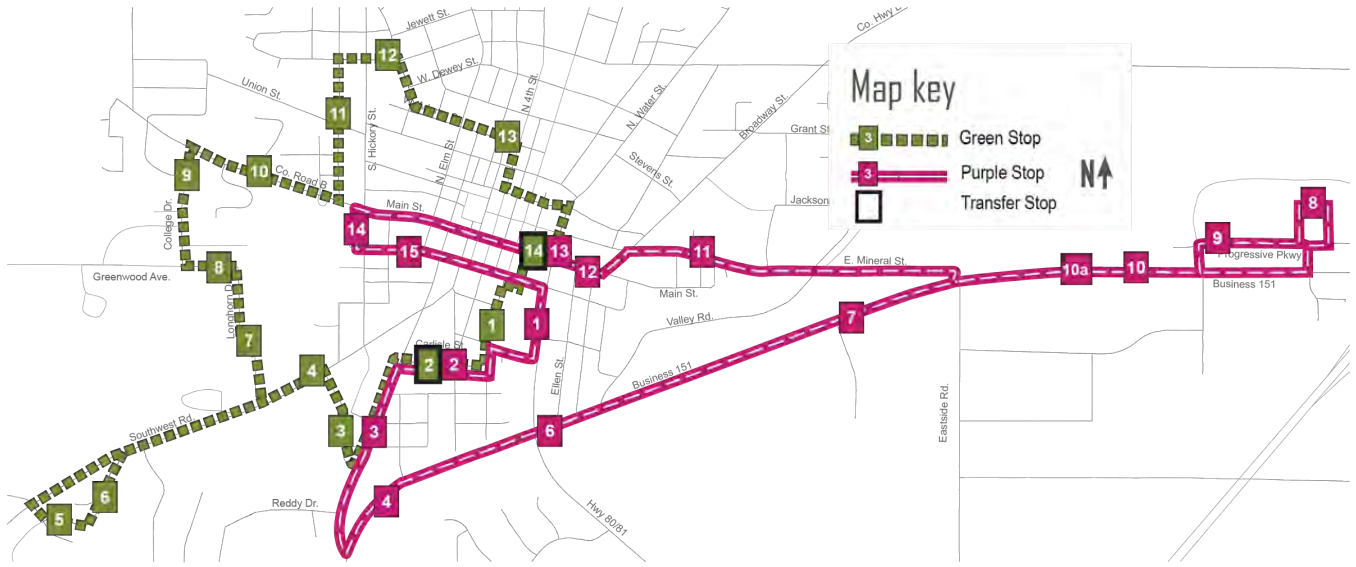 Jewett St.
Co. Hwy
12
W. Dewey St.
Union St.
11
S. Hickory St.
N 4th St.
N. Elm St
13
N. Water St.
Broadway St.
Grant St
Stevens St.
Map key
3
Green Stop
3
Purple Stop
N
Transfer Stop
9
10
Co. Road B
College Dr.
Main St.
Jackson
14
15
14
13
12
11
8
9
Greenwood Ave.
8
Longhorn D
E. Mineral St.
Main St.
10a
10
Progressive Pkwy
Business 151
7
1
1
Valley Rd.
7
Carlisle St
2
2
4
Ellen St.
Business 151
Eastside Rd.
Southwest Rd.
3
3
6
6
5
4
Reddy Dr.
Hwy 80/81